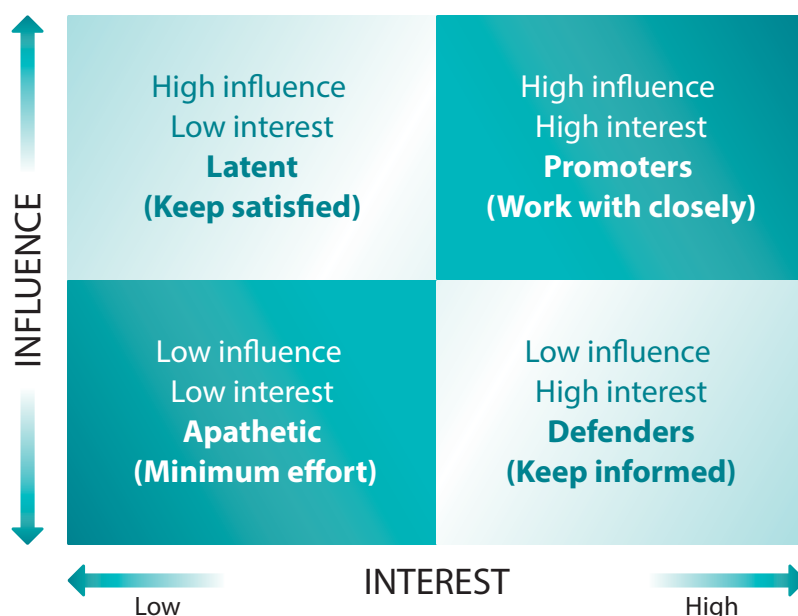 INFLUENCE
High influence
Low interest
Latent
(Keep satisfied)
High influence
High interest
Promoters
(Work with closely)
Low influence
Low interest
Apathetic
(Minimum effort)
Low influence
High interest
Defenders
(Keep informed)
INTEREST
Low
High